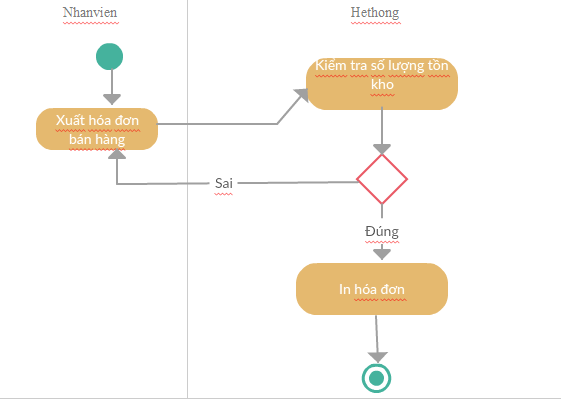 Nhanvien
Hethong
Kiểm tra số lượng tồn
kho
Xuất hóa đơn
bán hàng
Sai
Đúng
In hóa đơn